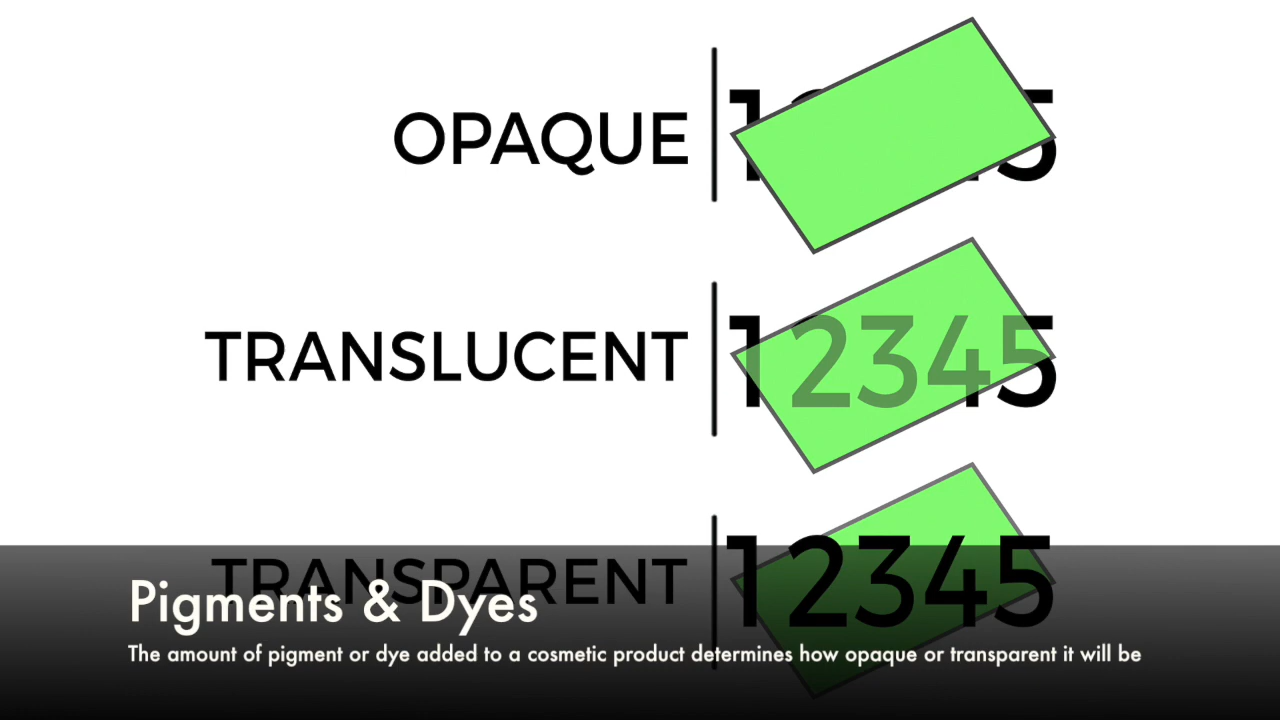 OPAQUE 12345
TRANSLUCENT 12345
TRANSPARENT 12345
Pigments & Dyes
The amount of pigment or dye added to a cosmetic product determines how opaque or transparent it will be